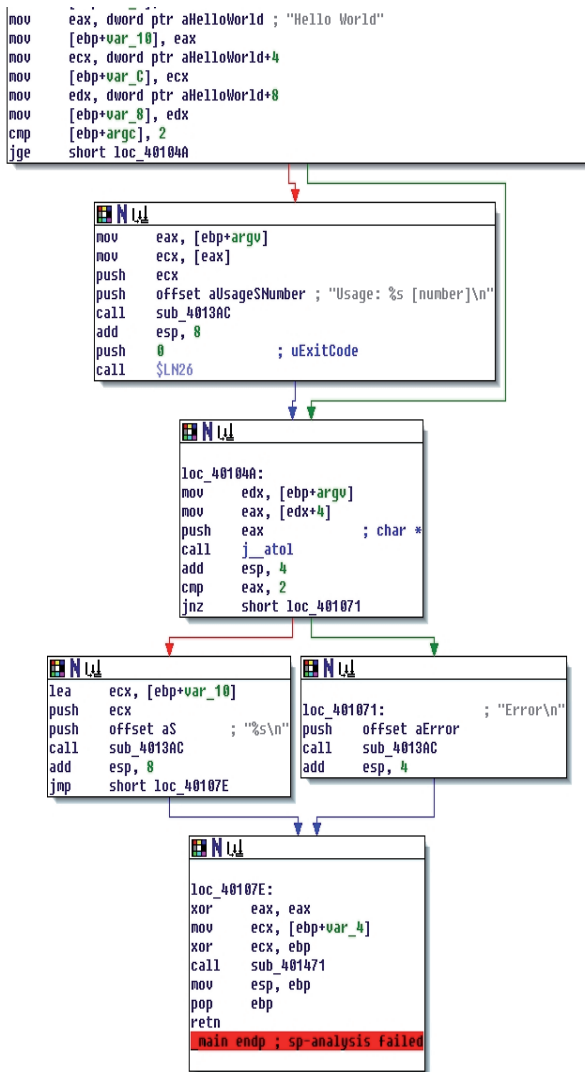 mov eax, dword ptr aHelloWorld ; "Hello World"
mov [ebp+var_10], eax
mov ecx, dword ptr aHelloWorld+4
mov [ebp+var_C], ecx
mov edx, dword ptr aHelloWorld+8
mov [ebp+var_8], edx
cmp [ebp+argc], 2
jge short loc_40104A
N
mov eax, [ebp+argv]
mov ecx, [eax]
push ecx
push offset aUsageSNumber ; "Usage: %s [number]\n"
call sub_4013AC
add esp, 8
push 0 ; uExitCode
call $LN26
N
loc_40104A:
mov edx, [ebp+argv]
mov eax, [edx+4]
push eax ; char *
call j__atol
add esp, 4
cmp eax, 2
jnz short loc_401071
N
lea ecx, [ebp+var_10]
push ecx
push offset aS ; "%s\n"
call sub_4013AC
add esp, 8
jmp short loc_40107E
N
loc_401071: ; "Error\n"
push offset aError
call sub_4013AC
add esp, 4
N
loc_40107E:
xor eax, eax
mov ecx, [ebp+var_4]
xor ecx, ebp
call sub_401471
mov esp, ebp
pop ebp
retn
_main endp ; sp-analysis failed